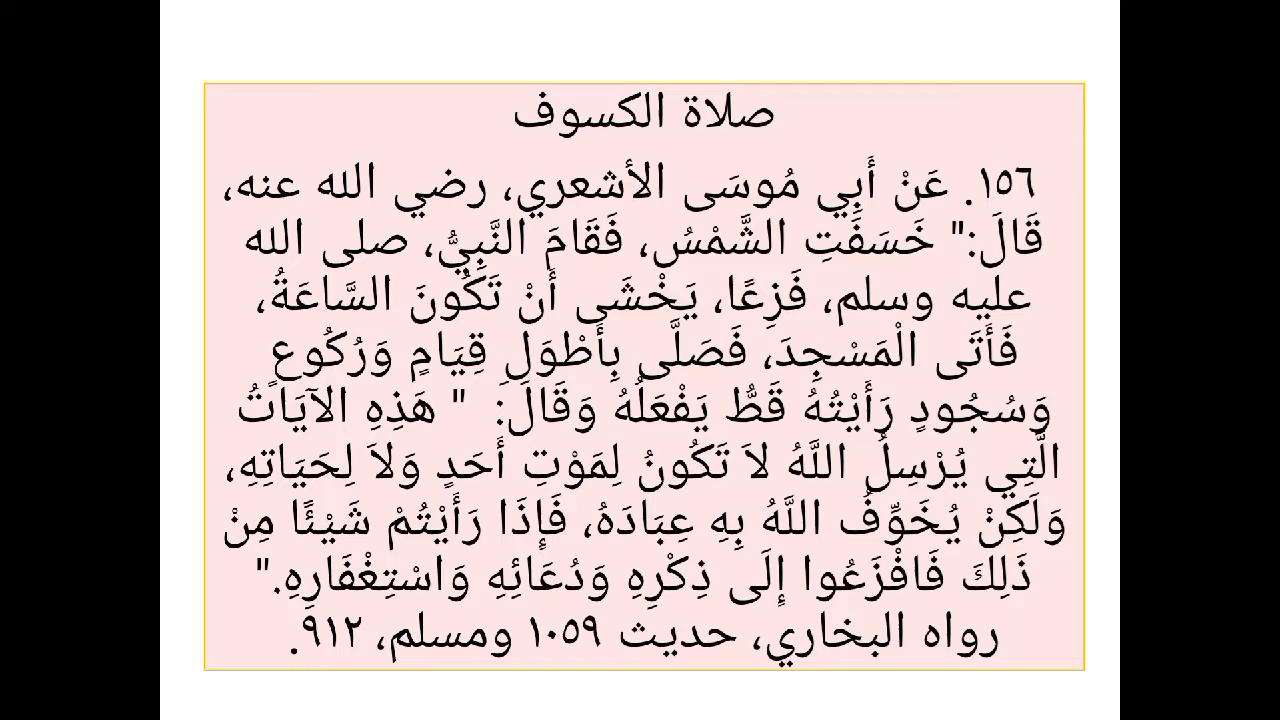 صلاة الكسوف
١٥٦. عَنْ أَبِي مُوسَى الأشعري، رضي الله عنه،
قَالَ:" خَسَفَتِ الشَّمْسُ، فَقَامَ النَّبِيُّ، صلى الله
عليه وسلم، فَزِعًا، يَخْشَى أَنْ تَكُونَ السَّاعَةُ،
فَأَتَى الْمَسْجِدَ، فَصَلَّى بِأَطْوَلِ قِيَامٍ وَرُكُوعٍ
وَسُجُودٍ رَأَيْتُهُ قَطُّ يَفْعَلُهُ وَقَالَ: " هَذِهِ الآيَاتُ
الَّتِي يُرْسِلُ اللَّهُ لاَ تَكُونُ لِمَوْتِ أَحَدٍ وَلاَ لِحَيَاتِهِ،
وَلَكِنْ يُخَوِّفُ اللَّهُ بِهِ عِبَادَهُ، فَإِذَا رَأَيْتُمْ شَيْئًا مِنْ
ذَلِكَ فَافْزَعُوا إِلَى ذِكْرِهِ وَدُعَائِهِ وَاسْتِغْفَارِهِ."
رواه البخاري، حديث ١٠٥٩ ومسلم، ٩١٢.